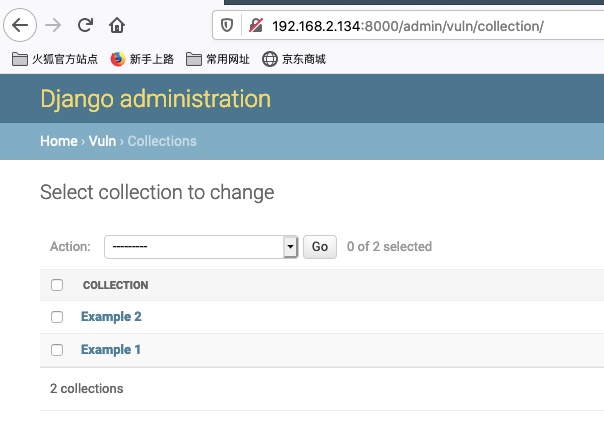 192.168.2.134:8000/admin/vuln/collection/
火狐官方站点 新手上路 常用网址 京东商城
Django administration
Home › Vuln › Collections
Select collection to change
Action: --------- Go 0 of 2 selected
COLLECTION
Example 2
Example 1
2 collections